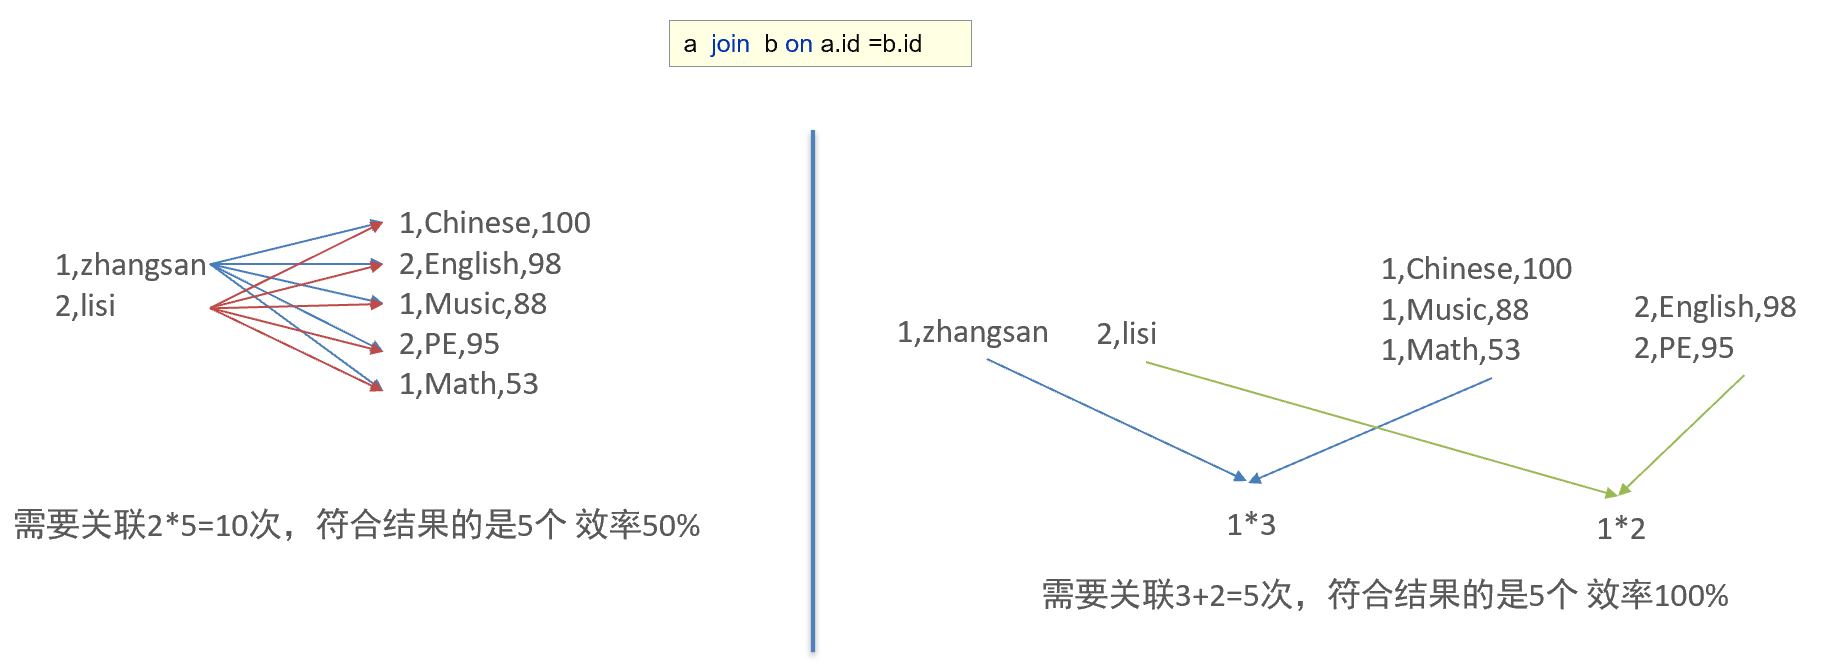 a join b on a.id =b.id
1,zhangsan
2,lisi
1,Chinese,100
2,English,98
1,Music,88
2,PE,95
1,Math,53
需要关联2*5=10次，符合结果的是5个 效率50%
1,zhangsan
2,lisi
1,Chinese,100
1,Music,88
1,Math,53
2,English,98
2,PE,95
1*3
1*2
需要关联3+2=5次，符合结果的是5个 效率100%